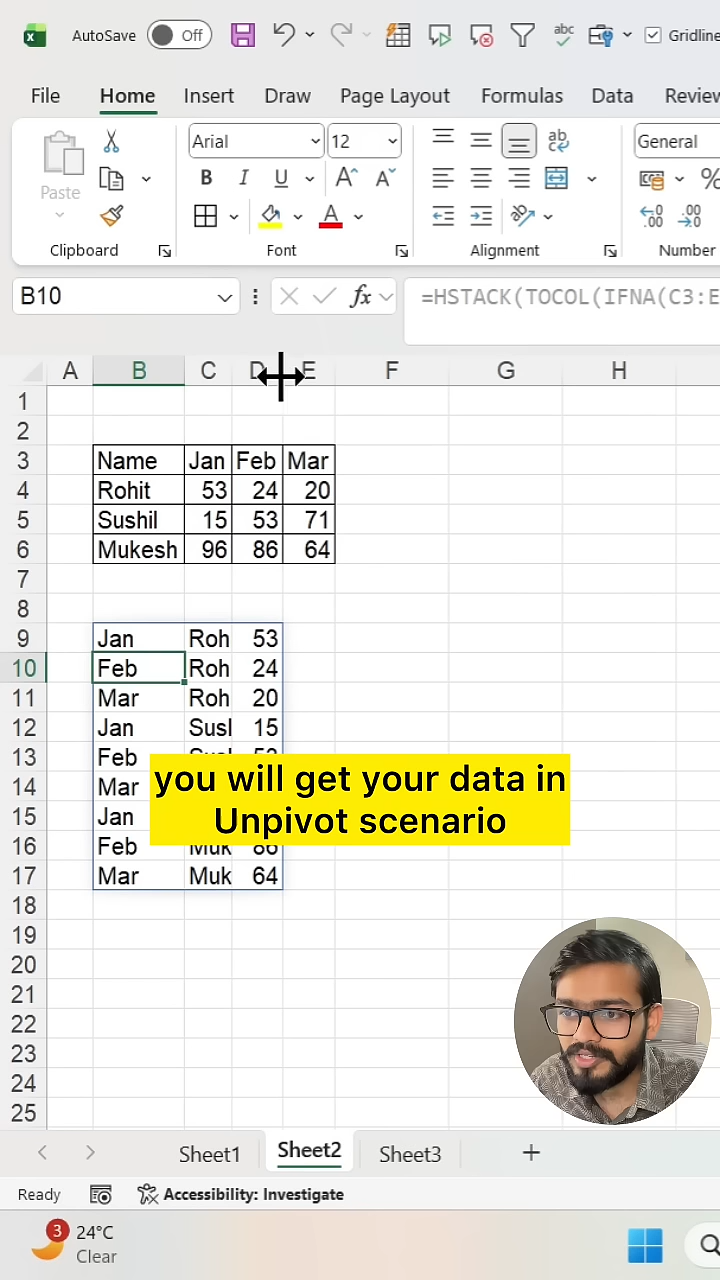 AutoSave Off Gridline
File Home Insert Draw Page Layout Formulas Data Review
Paste
Arial 12 General
B I U A A
A %
Clipboard Font Alignment Number
B10 fx =HSTACK(TOCOL(IFNA(C3:E
A B C D E F G H
1
2
3 Name Jan Feb Mar
4 Rohit 53 24 20
5 Sushil 15 53 71
6 Mukesh 96 86 64
7
8
9 Jan Roh 53
10 Feb Roh 24
11 Mar Roh 20
12 Jan Susl 15
13 Feb
14 Mar
you will get your data in
Unpivot scenario
15 Jan
16 Feb Muk 86
17 Mar Muk 64
18
19
20
21
22
23
24
25
Sheet1 Sheet2 Sheet3 +
Ready Accessibility: Investigate
3 24°C
Clear